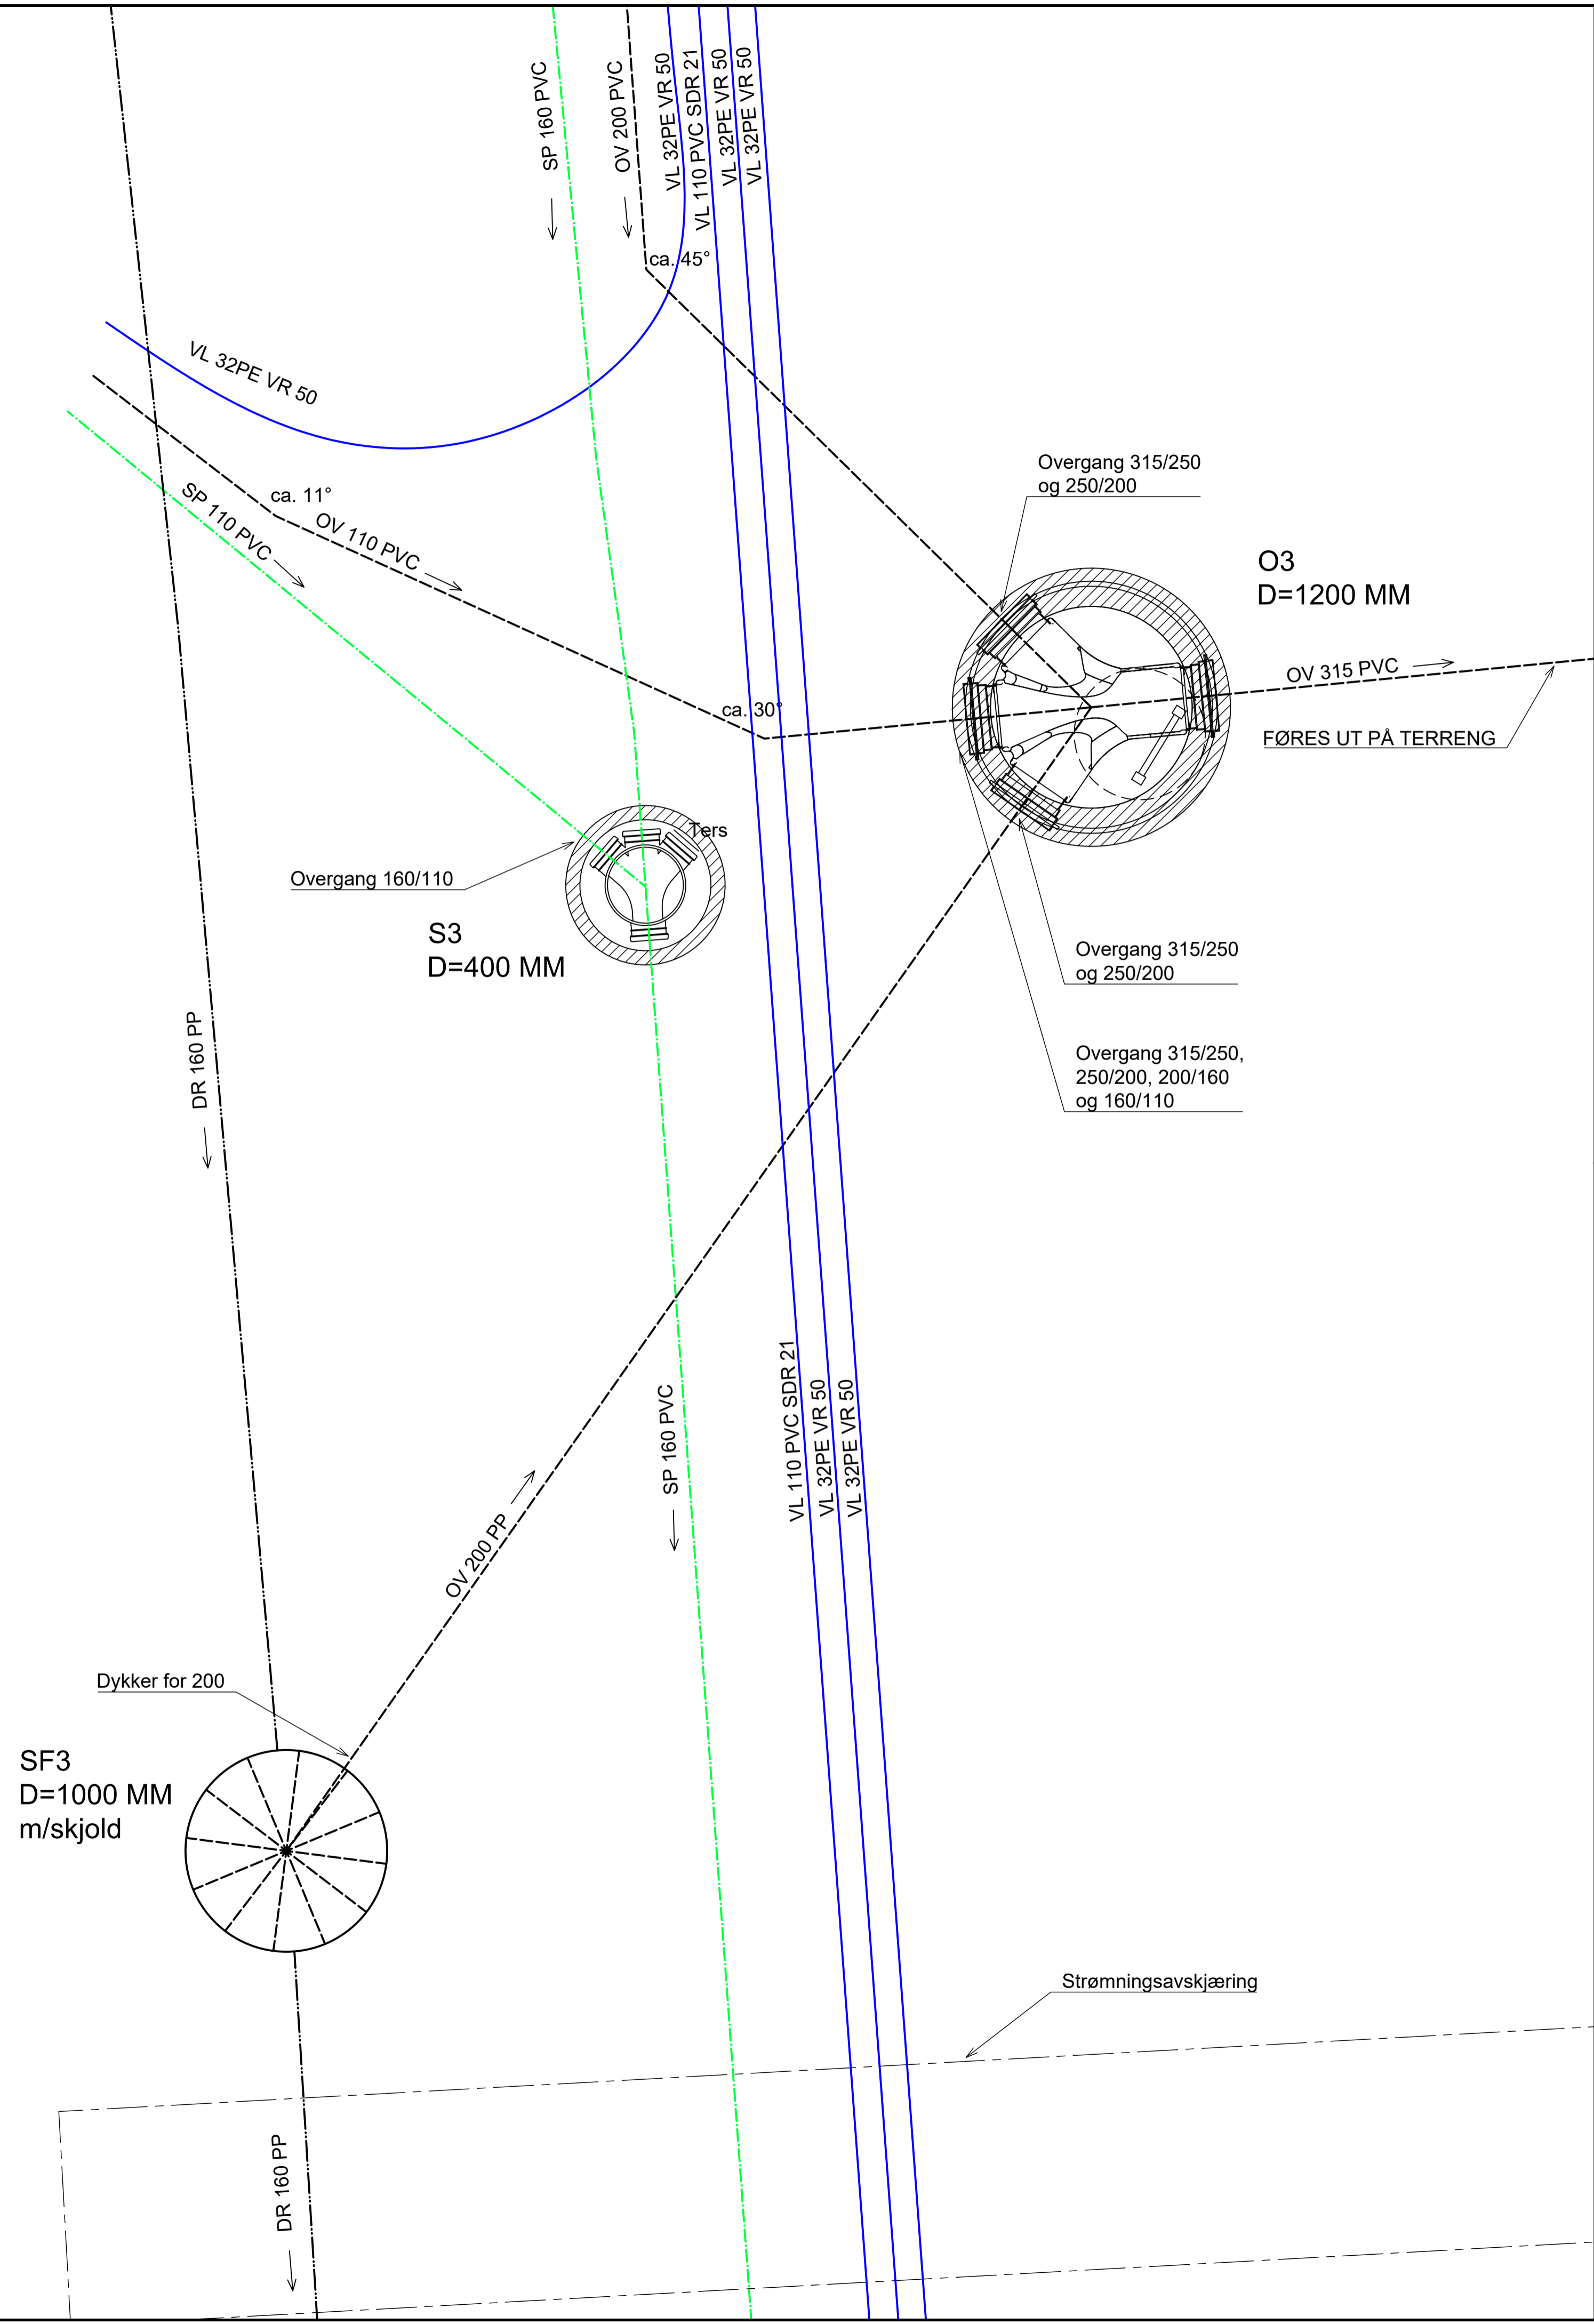 SP 160 PVC
OV 200 PVC
VL 32PE VR 50
VL 110 PVC SDR 21
VL 32PE VR 50
VL 32PE VR 50
ca. 45°
VL 32PE VR 50
Overgang 315/250
og 250/200
ca. 11°
SP 110 PVC
OV 110 PVC
O3
D=1200 MM
OV 315 PVC
ca. 30°
FØRES UT PÅ TERRENG
Ters
Overgang 160/110
S3
D=400 MM
Overgang 315/250
og 250/200
DR 160 PP
Overgang 315/250,
250/200, 200/160
og 160/110
VL 110 PVC SDR 21
VL 32PE VR 50
VL 32PE VR 50
SP 160 PVC
OV 200 PP
Dykker for 200
SF3
D=1000 MM
m/skjold
Strømningsavskjæring
DR 160 PP